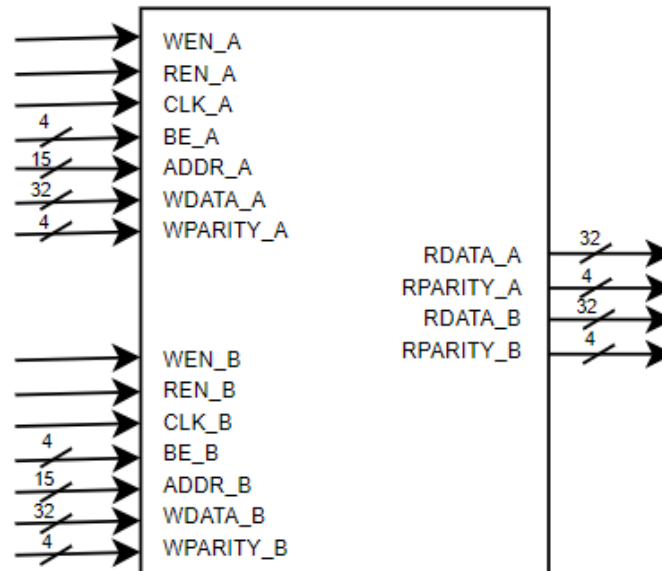 WEN_A
REN_A
CLK_A
4 BE_A
15 ADDR_A
32 WDATA_A
4 WPARITY_A
RDATA_A 32
RPARITY_A 4
RDATA_B 32
RPARITY_B 4
WEN_B
REN_B
CLK_B
4 BE_B
15 ADDR_B
32 WDATA_B
4 WPARITY_B